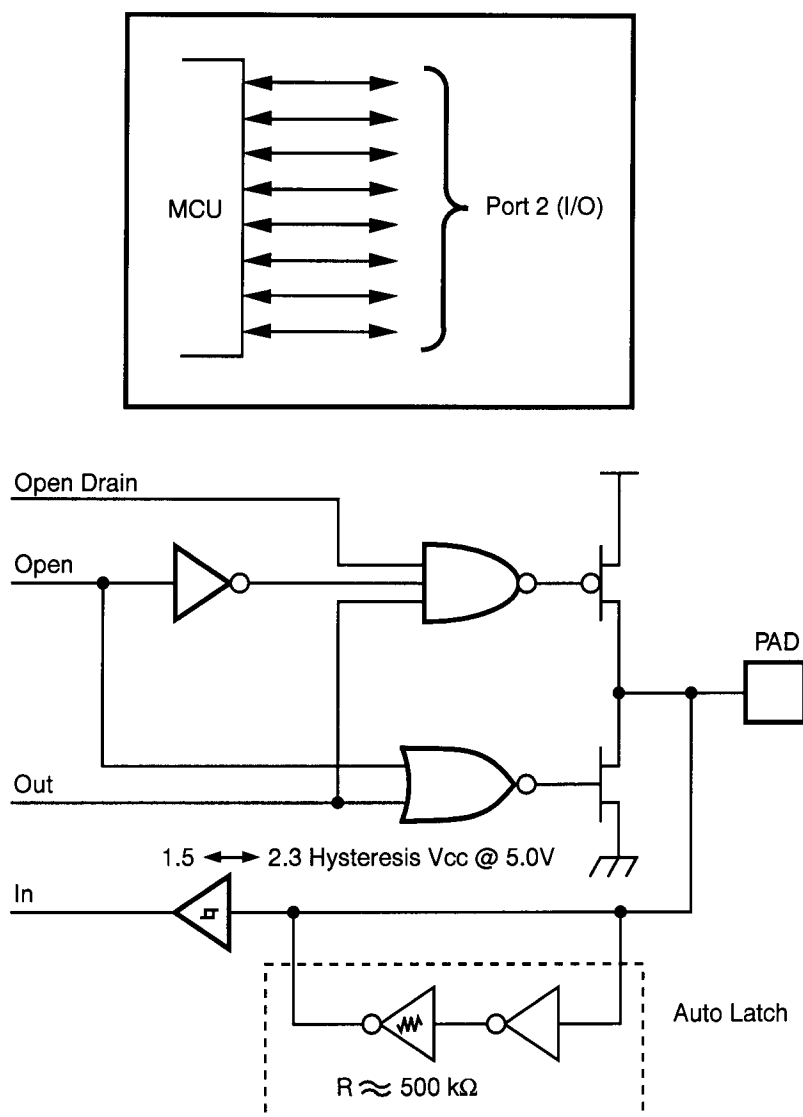 MCU
Port 2 (I/O)
Open Drain
Open
PAD
Out
1.5 ↔ 2.3 Hysteresis Vcc @ 5.0V
In
Auto Latch
R ≈ 500 kΩ